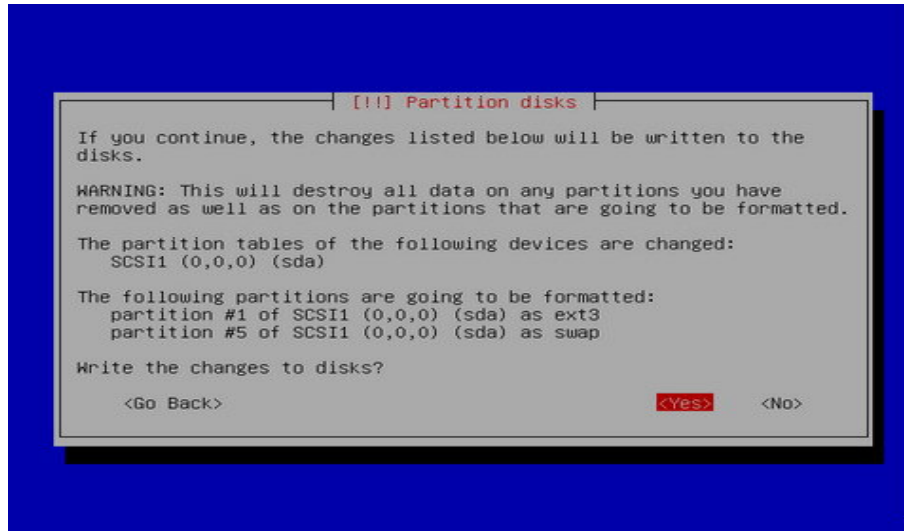 [!!] Partition disks
If you continue, the changes listed below will be written to the
disks.
WARNING: This will destroy all data on any partitions you have
removed as well as on the partitions that are going to be formatted.
The partition tables of the following devices are changed:
SCSI1 (0,0,0) (sda)
The following partitions are going to be formatted:
partition #1 of SCSI1 (0,0,0) (sda) as ext3
partition #5 of SCSI1 (0,0,0) (sda) as swap
Write the changes to disks?
<Go Back> <Yes> <No>